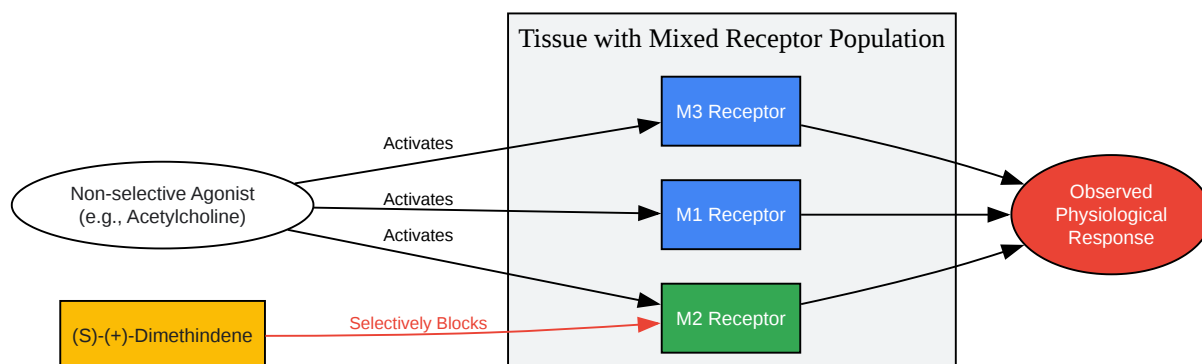 Tissue with Mixed Receptor Population
M3 Receptor
Activates
Non-selective Agonist
(e.g., Acetylcholine)
Activates
M1 Receptor
Observed
Physiological
Response
Activates
M2 Receptor
(S)-(+)-Dimethindene
Selectively Blocks